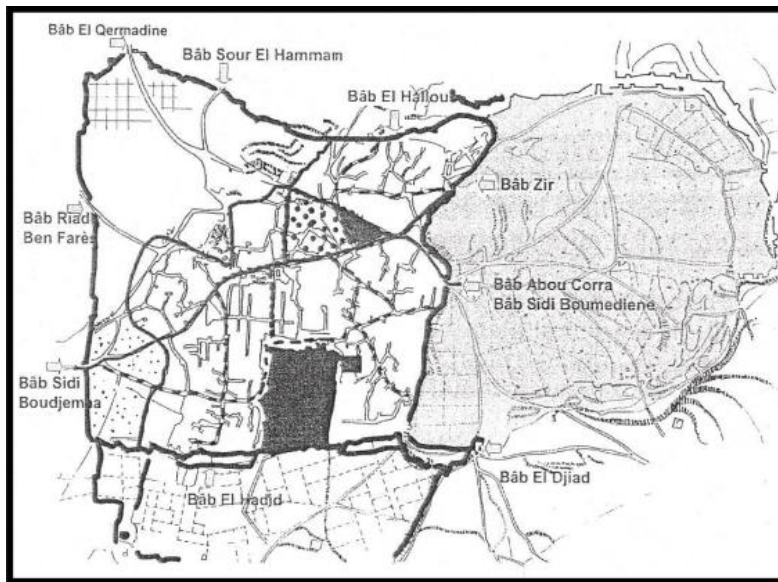 Bâb El Qermadine
Bâb Sour El Hammam
Bâb El Hallou
Bâb Zir
Bâb Riad
Ben Farès
Bâb Abou Corra
Bâb Sidi Boumediene
Bâb Sidi
Boudjemaa
Bâb El Hadid
Bâb El Djiad